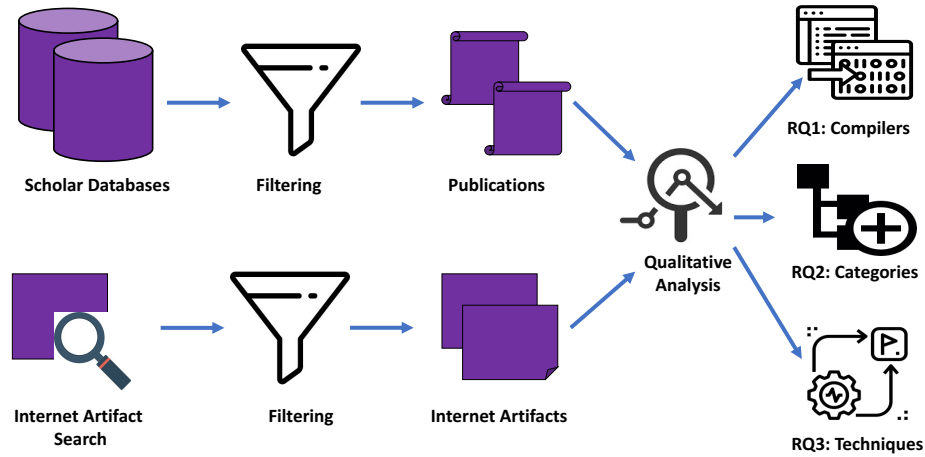 Scholar Databases
Filtering
Publications
RQ1: Compilers
Qualitative
Analysis
RQ2: Categories
Internet Artifact
Search
Filtering
Internet Artifacts
RQ3: Techniques